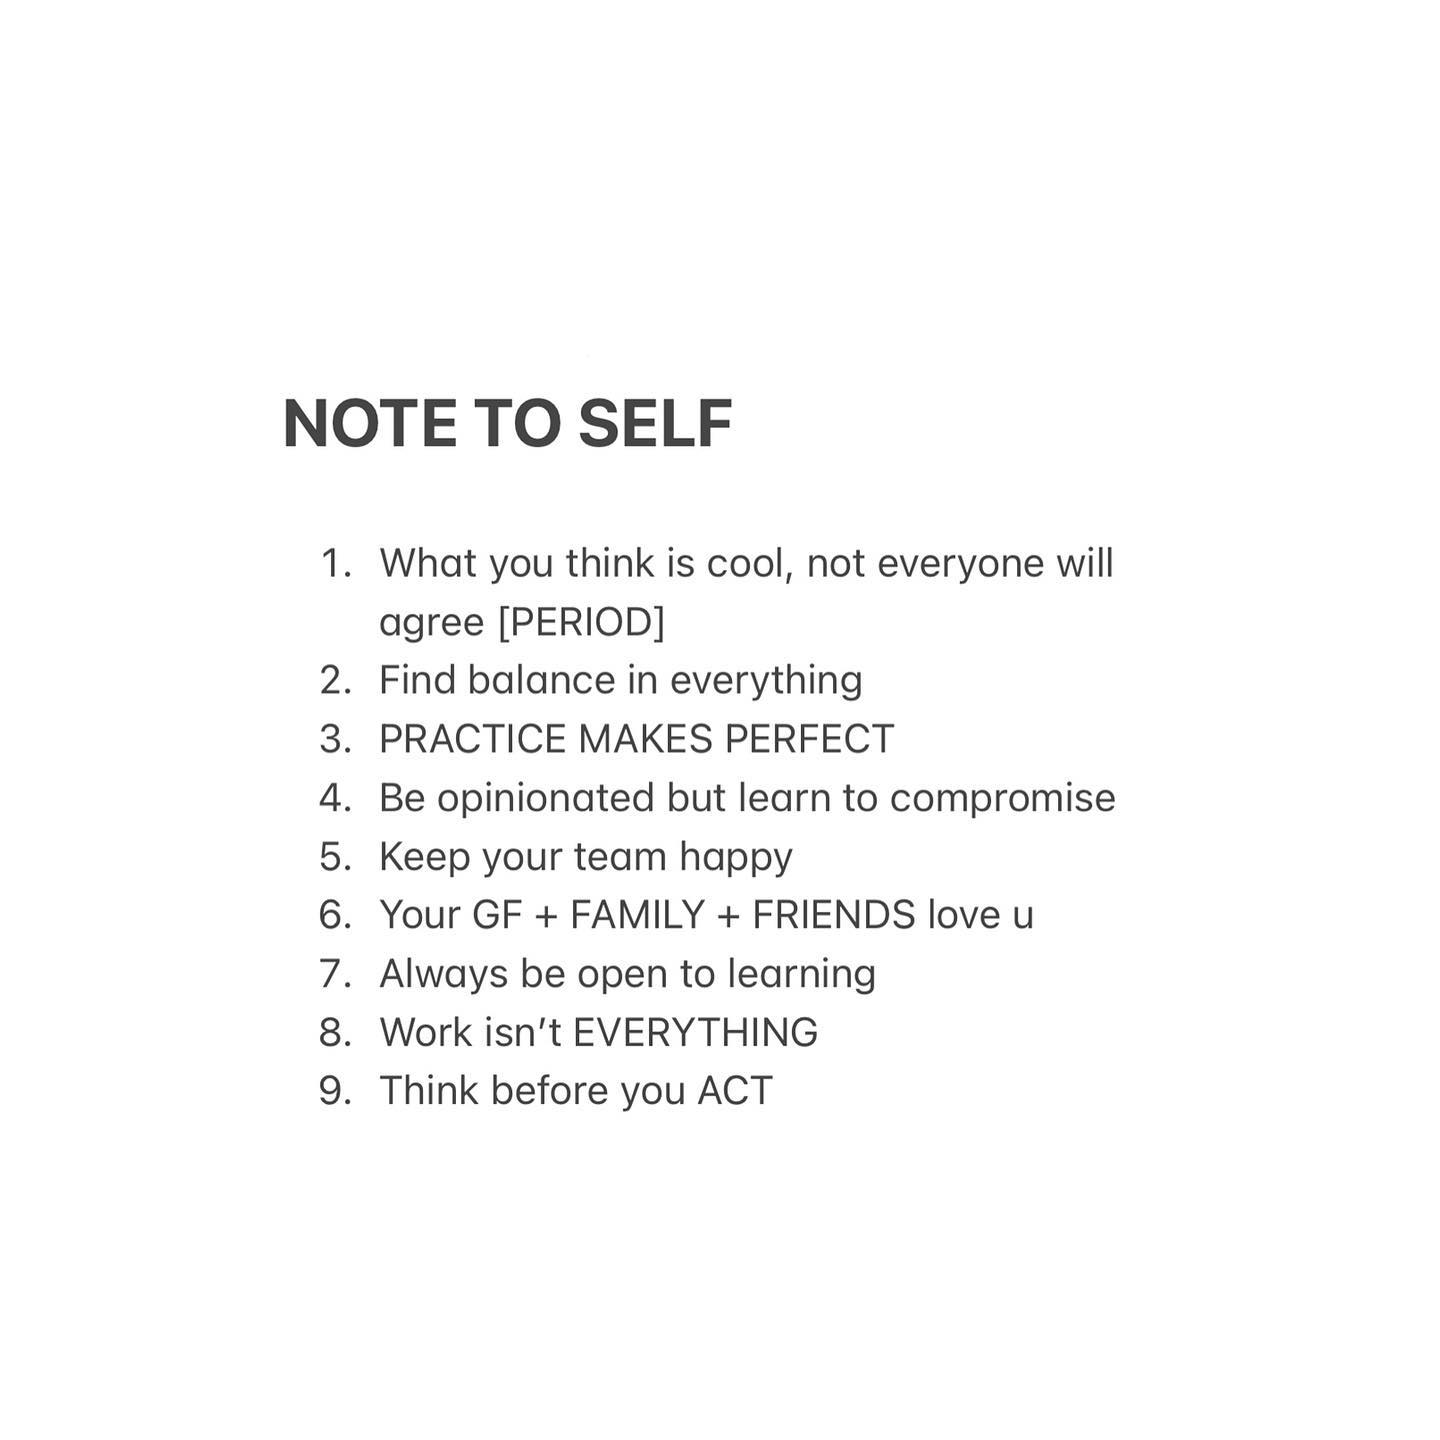 NOTE TO SELF
1. What you think is cool, not everyone will
agree [PERIOD]
2. Find balance in everything
3. PRACTICE MAKES PERFECT
4. Be opinionated but learn to compromise
5. Keep your team happy
6. Your GF + FAMILY + FRIENDS love u
7. Always be open to learning
8. Work isn’t EVERYTHING
9. Think before you ACT